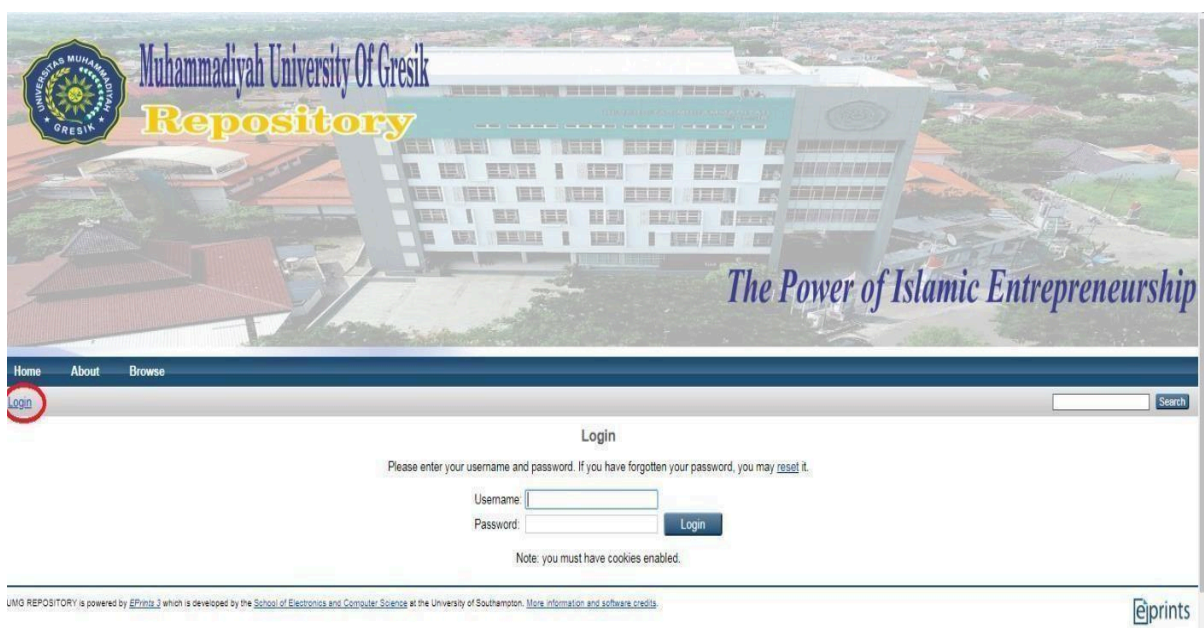 UNIVERSITAS MUHAMMADIYAH
GRESIK
Muhammadiyah University Of Gresik
Repository
The Power of Islamic Entrepreneurship
Home About Browse
Login
Search
Login
Please enter your username and password. If you have forgotten your password, you may reset it.
Username:
Password:
Login
Note: you must have cookies enabled.
UMG REPOSITORY is powered by EPrints 3 which is developed by the School of Electronics and Computer Science at the University of Southampton. More information and software credits.
eprints